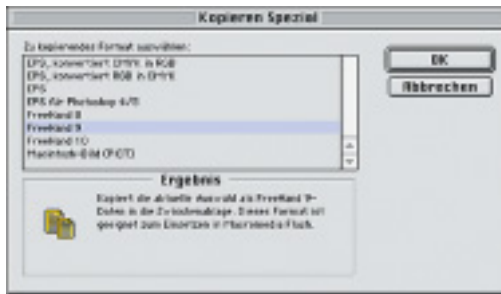 Kopieren Spezial
Zu kopierendes Format auswählen:
EPS, konvertiert CMYK in RGB
EPS, konvertiert RGB in CMYK
EPS
EPS für Photoshop 4/5
FreeHand 8
FreeHand 9
FreeHand 10
Macintosh-Bild (PICT)
OK
Abbrechen
Ergebnis
Kopiert die aktuelle Auswahl als FreeHand 9-
Daten in die Zwischenablage. Dieses Format ist
geeignet zum Einsetzen in Macromedia Flash.